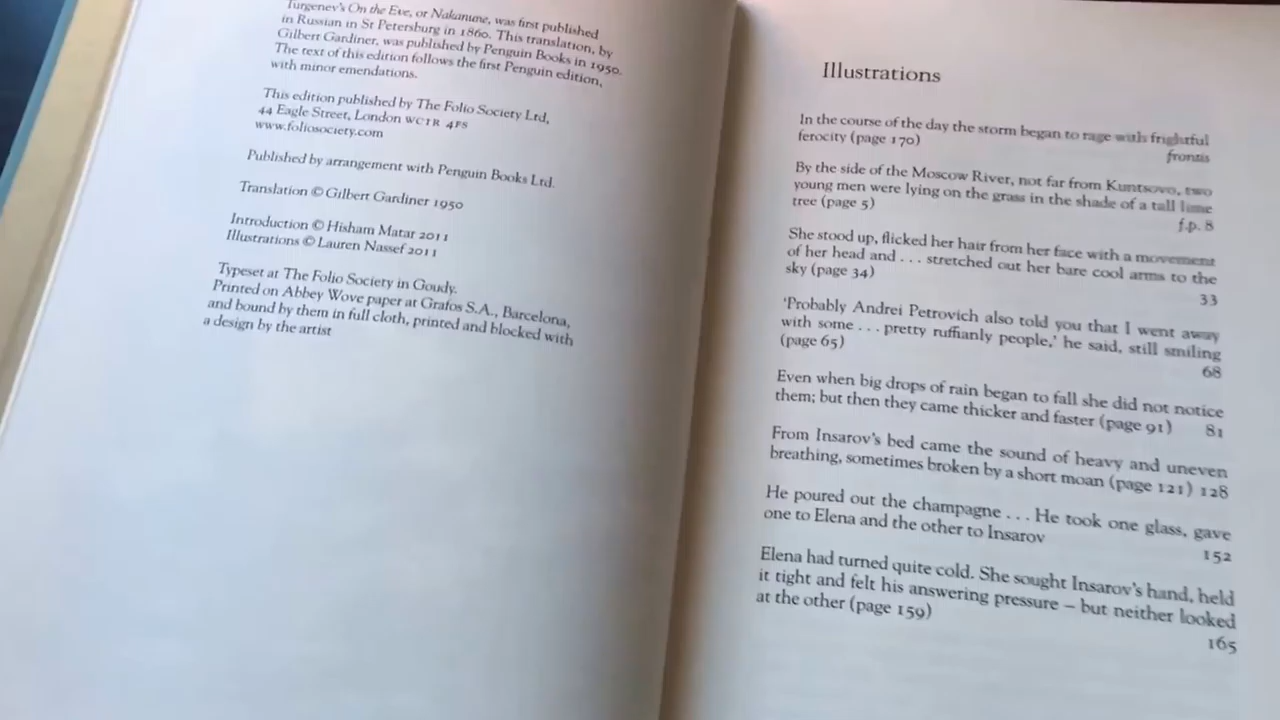 Turgenev's On the Eve, or Nakanune, was first published
in Russian in St Petersburg in 1860. This translation, by
Gilbert Gardiner, was published by Penguin Books in 1950.
The text of this edition follows the first Penguin edition,
with minor emendations.
This edition published by The Folio Society Ltd,
44 Eagle Street, London WC1R 4FS
www.foliosociety.com
Published by arrangement with Penguin Books Ltd.
Translation © Gilbert Gardiner 1950
Introduction © Hisham Matar 2011
Illustrations © Lauren Nassef 2011
Typeset at The Folio Society in Goudy.
Printed on Abbey Wove paper at Grafos S.A., Barcelona,
and bound by them in full cloth, printed and blocked with
a design by the artist
Illustrations
In the course of the day the storm began to rage with frightful
ferocity (page 170)
frontis
By the side of the Moscow River, not far from Kuntsovo, two
young men were lying on the grass in the shade of a tall lime
tree (page 5)
f.p. 8
She stood up, flicked her hair from her face with a movement
of her head and . . . stretched out her bare cool arms to the
sky (page 34)
33
'Probably Andrei Petrovich also told you that I went away
with some . . . pretty ruffianly people,' he said, still smiling
(page 65)
68
Even when big drops of rain began to fall she did not notice
them; but then they came thicker and faster (page 91) 81
From Insarov's bed came the sound of heavy and uneven
breathing, sometimes broken by a short moan (page 121) 128
He poured out the champagne . . . He took one glass, gave
one to Elena and the other to Insarov
152
Elena had turned quite cold. She sought Insarov's hand, held
it tight and felt his answering pressure – but neither looked
at the other (page 159)
165